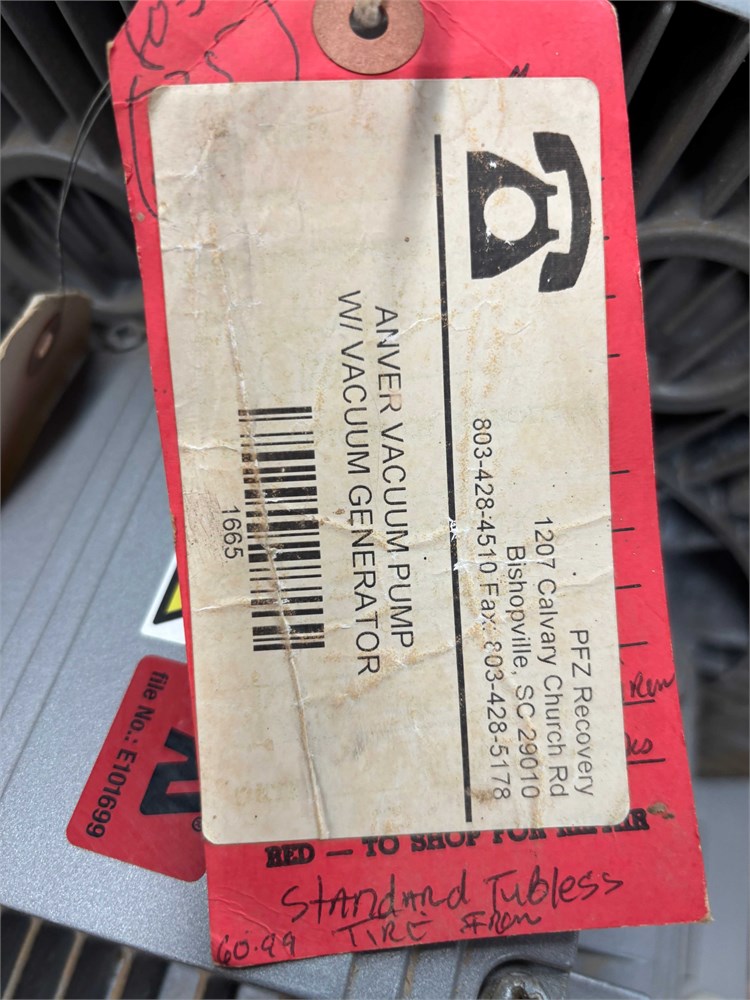 PFZ Recovery
1207 Calvary Church Rd
Bishopville, SC 29010
803-428-4510 Fax: 803-428-5178
ANVER VACUUM PUMP
W/ VACUUM GENERATOR
1665
RED — TO SHOP FOR REPAIR
STANDARD Tubless
TIRE From
60.99
file No.: E101699